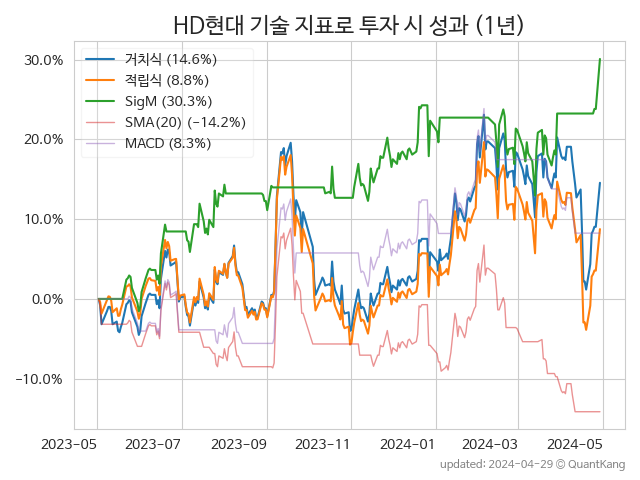 HD현대 기술 지표로 투자 시 성과 (1년)
거치식 (14.6%)
적립식 (8.8%)
SigM (30.3%)
SMA(20) (−14.2%)
MACD (8.3%)
30.0%
20.0%
10.0%
0.0%
−10.0%
2023-05
2023-07
2023-09
2023-11
2024-01
2024-03
2024-05
updated: 2024-04-29 © QuantKang